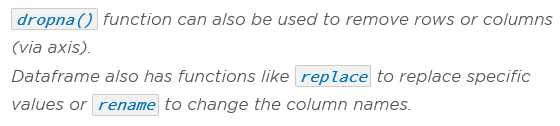 dropna() function can also be used to remove rows or columns
(via axis).
Dataframe also has functions like replace to replace specific
values or rename to change the column names.